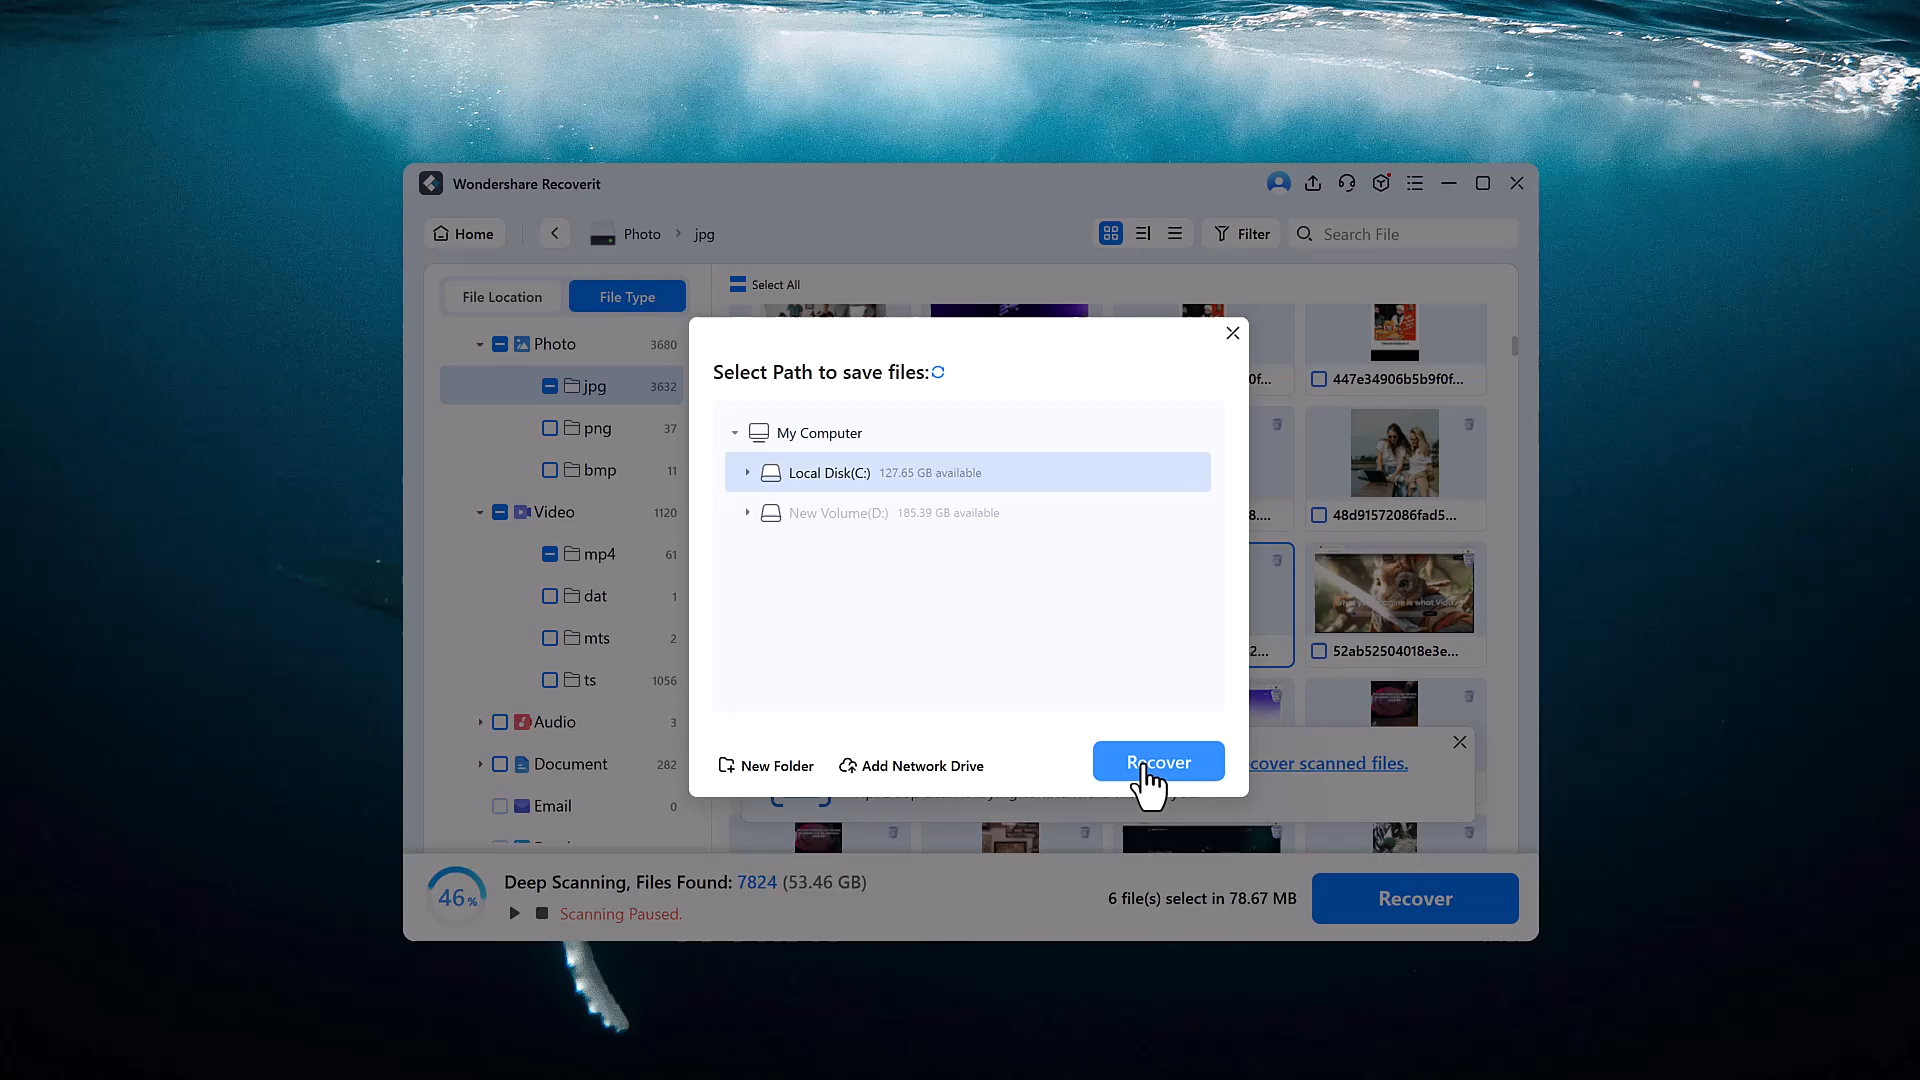 Wondershare Recoverit
Home
Photo
jpg
Filter
Search File
File Location
File Type
Select All
Photo 3680
jpg 3632
png 37
bmp 11
Video 1120
mp4 61
dat 1
mts 2
ts 1056
Audio 3
Document 282
Email 0
0f...
447e34906b5b9f0f...
8....
48d91572086fad5...
2...
52ab52504018e3e...
Select Path to save files:
My Computer
Local Disk(C:) 127.65 GB available
New Volume(D:) 185.39 GB available
New Folder
Add Network Drive
Recover
cover scanned files.
46%
Deep Scanning, Files Found: 7824 (53.46 GB)
Scanning Paused.
6 file(s) select in 78.67 MB
Recover